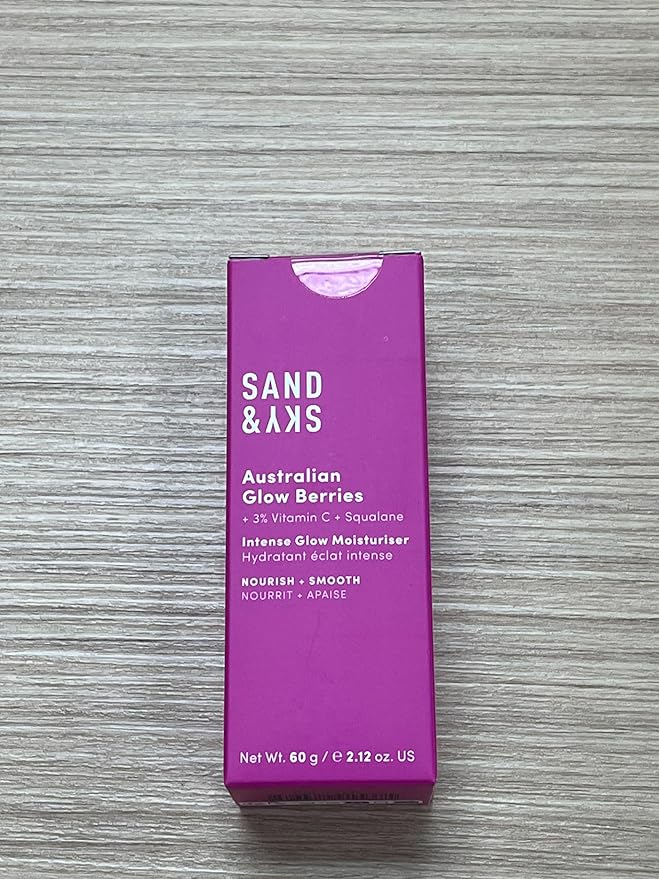 SAND
&SKY
Australian
Glow Berries
+ 3% Vitamin C + Squalane
Intense Glow Moisturiser
Hydratant éclat intense
NOURISH + SMOOTH
NOURRIT + APAISE
Net Wt. 60 g / ℮ 2.12 oz. US